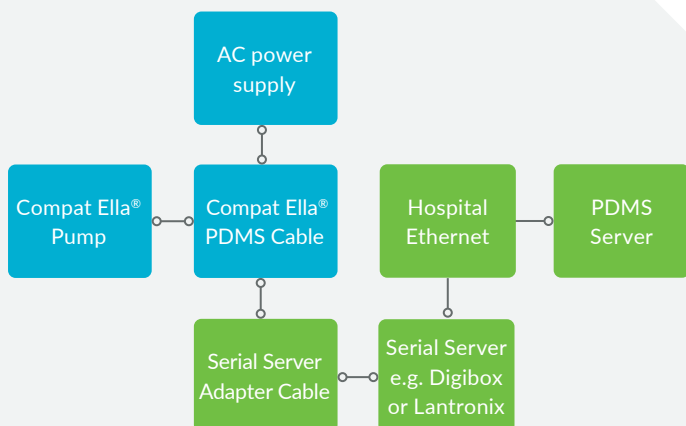 AC power
supply
Compat Ella®
Pump
Compat Ella®
PDMS Cable
Hospital
Ethernet
PDMS
Server
Serial Server
Adapter Cable
Serial Server
e.g. Digibox
or Lantronix